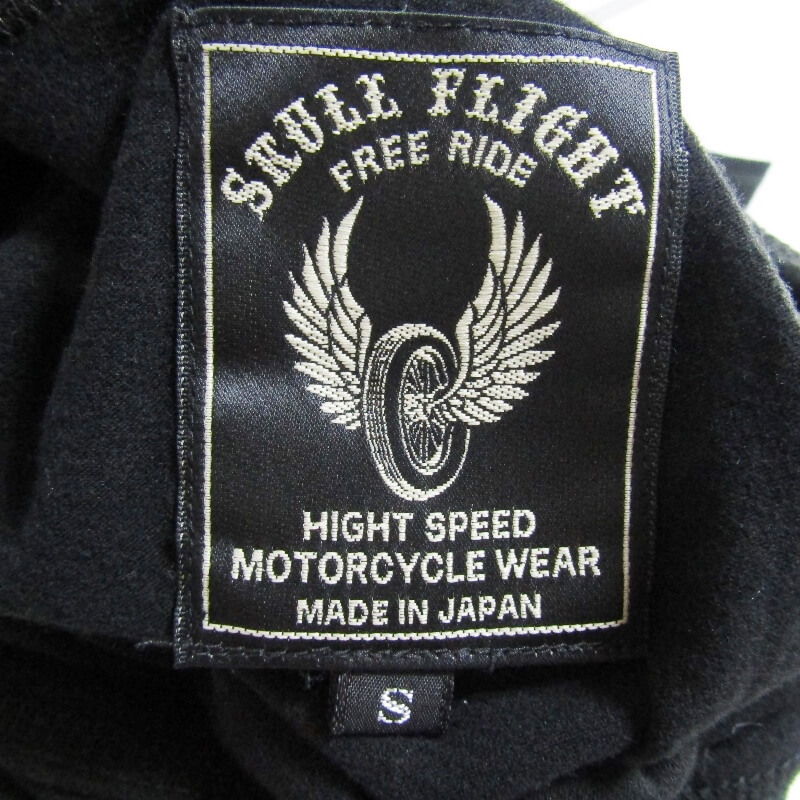 SKULL FLIGHT
FREE RIDE
HIGHT SPEED
MOTORCYCLE WEAR
MADE IN JAPAN
S